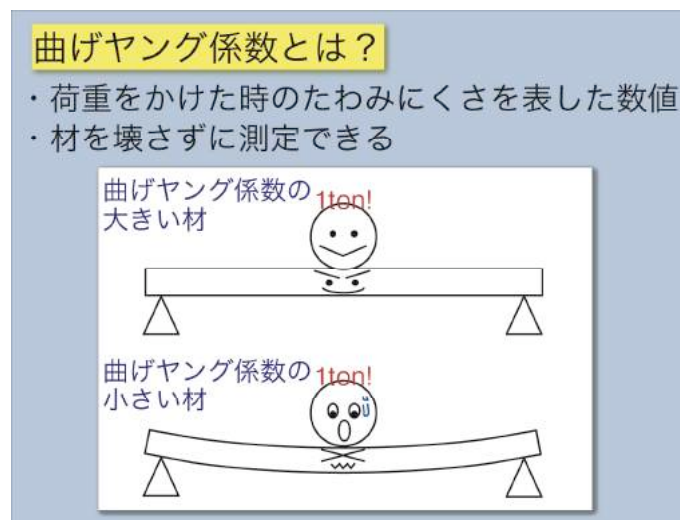 曲げヤング係数とは？
・荷重をかけた時のたわみにくさを表した数値
・材を壊さずに測定できる
曲げヤング係数の
大きい材
1ton!
曲げヤング係数の
小さい材
1ton!